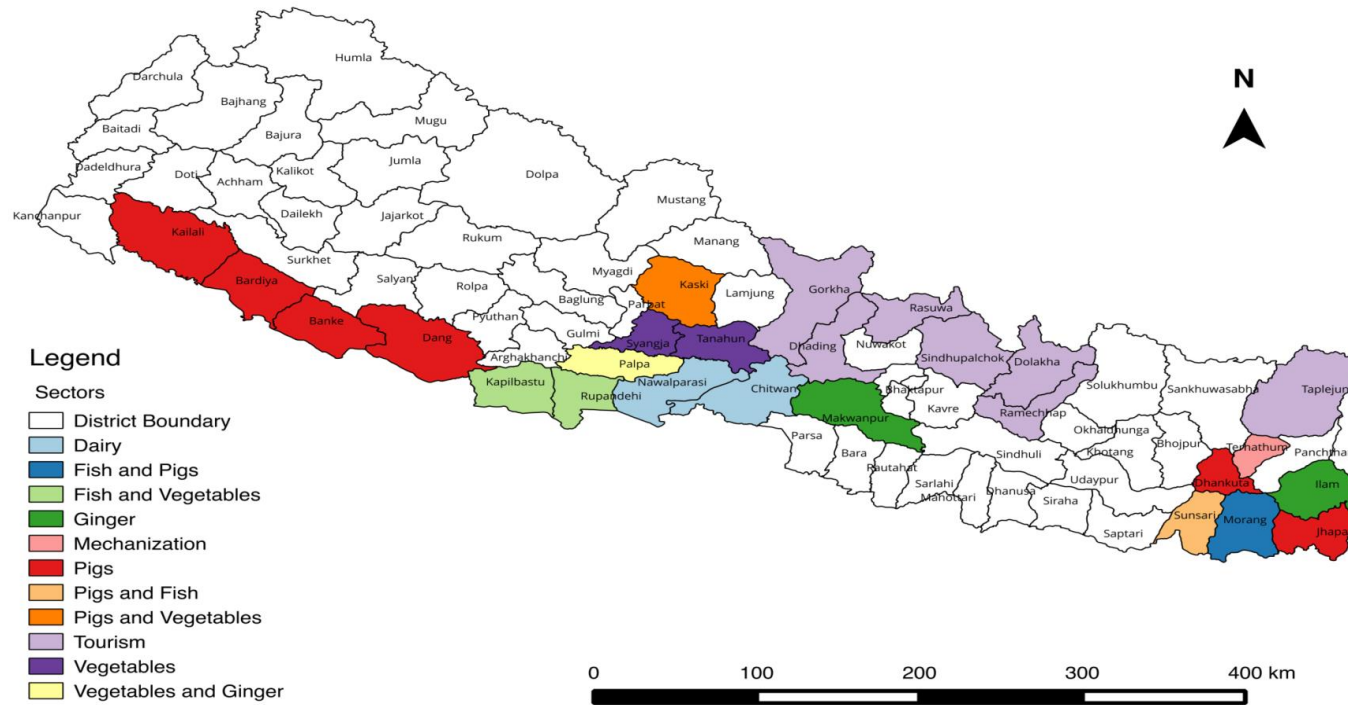 Humla
Darchula
Bajhang
N
Mugu
Baitadi
Bajura
Jumla
Dadeldhura
Doti
Kalikot
Dolpa
Achham
Mustang
Kanchanpur
Dailekh
Jajarkot
Kailali
Rukum
Manang
Surkhet
Myagdi
Bardiya
Salyan
Rolpa
Kaski
Lamjung
Gorkha
Baglung
Parbat
Rasuwa
Banke
Pyuthan
Dang
Gulmi
Syangja
Tanahun
Dhading
Nuwakot
Arghakhanchi
Sindhupalchok
Dolakha
Palpa
Kapilbastu
Nawalparasi
Chitwan
Solukhumbu
Sankhuwasabha
Taplejun
Rupandehi
Bhaktapur
Kavre
Ramechhap
Makwanpur
Okhaldhunga
Parsa
Bhojpur
Terhathum
Bara
Sindhuli
Khotang
Panchthar
Rautahat
Udaypur
Dhankuta
Ilam
Sarlahi
Mahottari
Dhanusa
Siraha
Sunsari
Morang
Saptari
Jhapa
Legend
Sectors
District Boundary
Dairy
Fish and Pigs
Fish and Vegetables
Ginger
Mechanization
Pigs
Pigs and Fish
Pigs and Vegetables
Tourism
Vegetables
Vegetables and Ginger
0 100 200 300 400 km